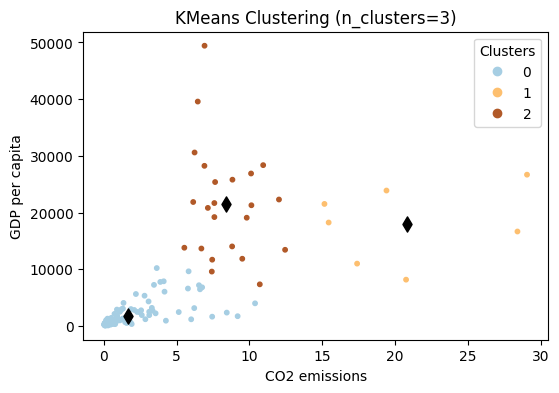 KMeans Clustering (n_clusters=3)
GDP per capita
50000
40000
30000
20000
10000
0
Clusters
0
1
2
0 5 10 15 20 25 30
CO2 emissions